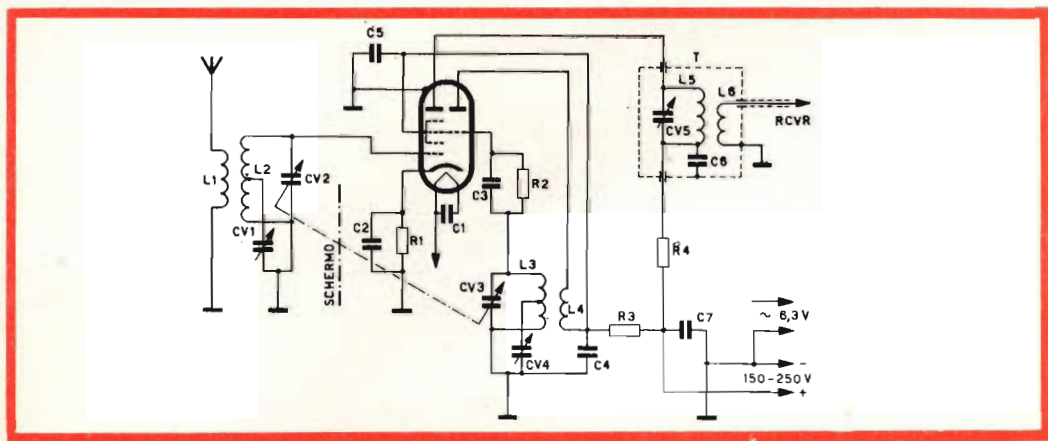 C5
T
L5
L6
RCVR
CV5
C6
L1
L2
CV2
CV1
SCHERMO
C3
R2
C1
C2
R1
R4
L3
CV3
L4
R3
C7
~ 6,3 V
CV4
C4
-
150-250 V
+